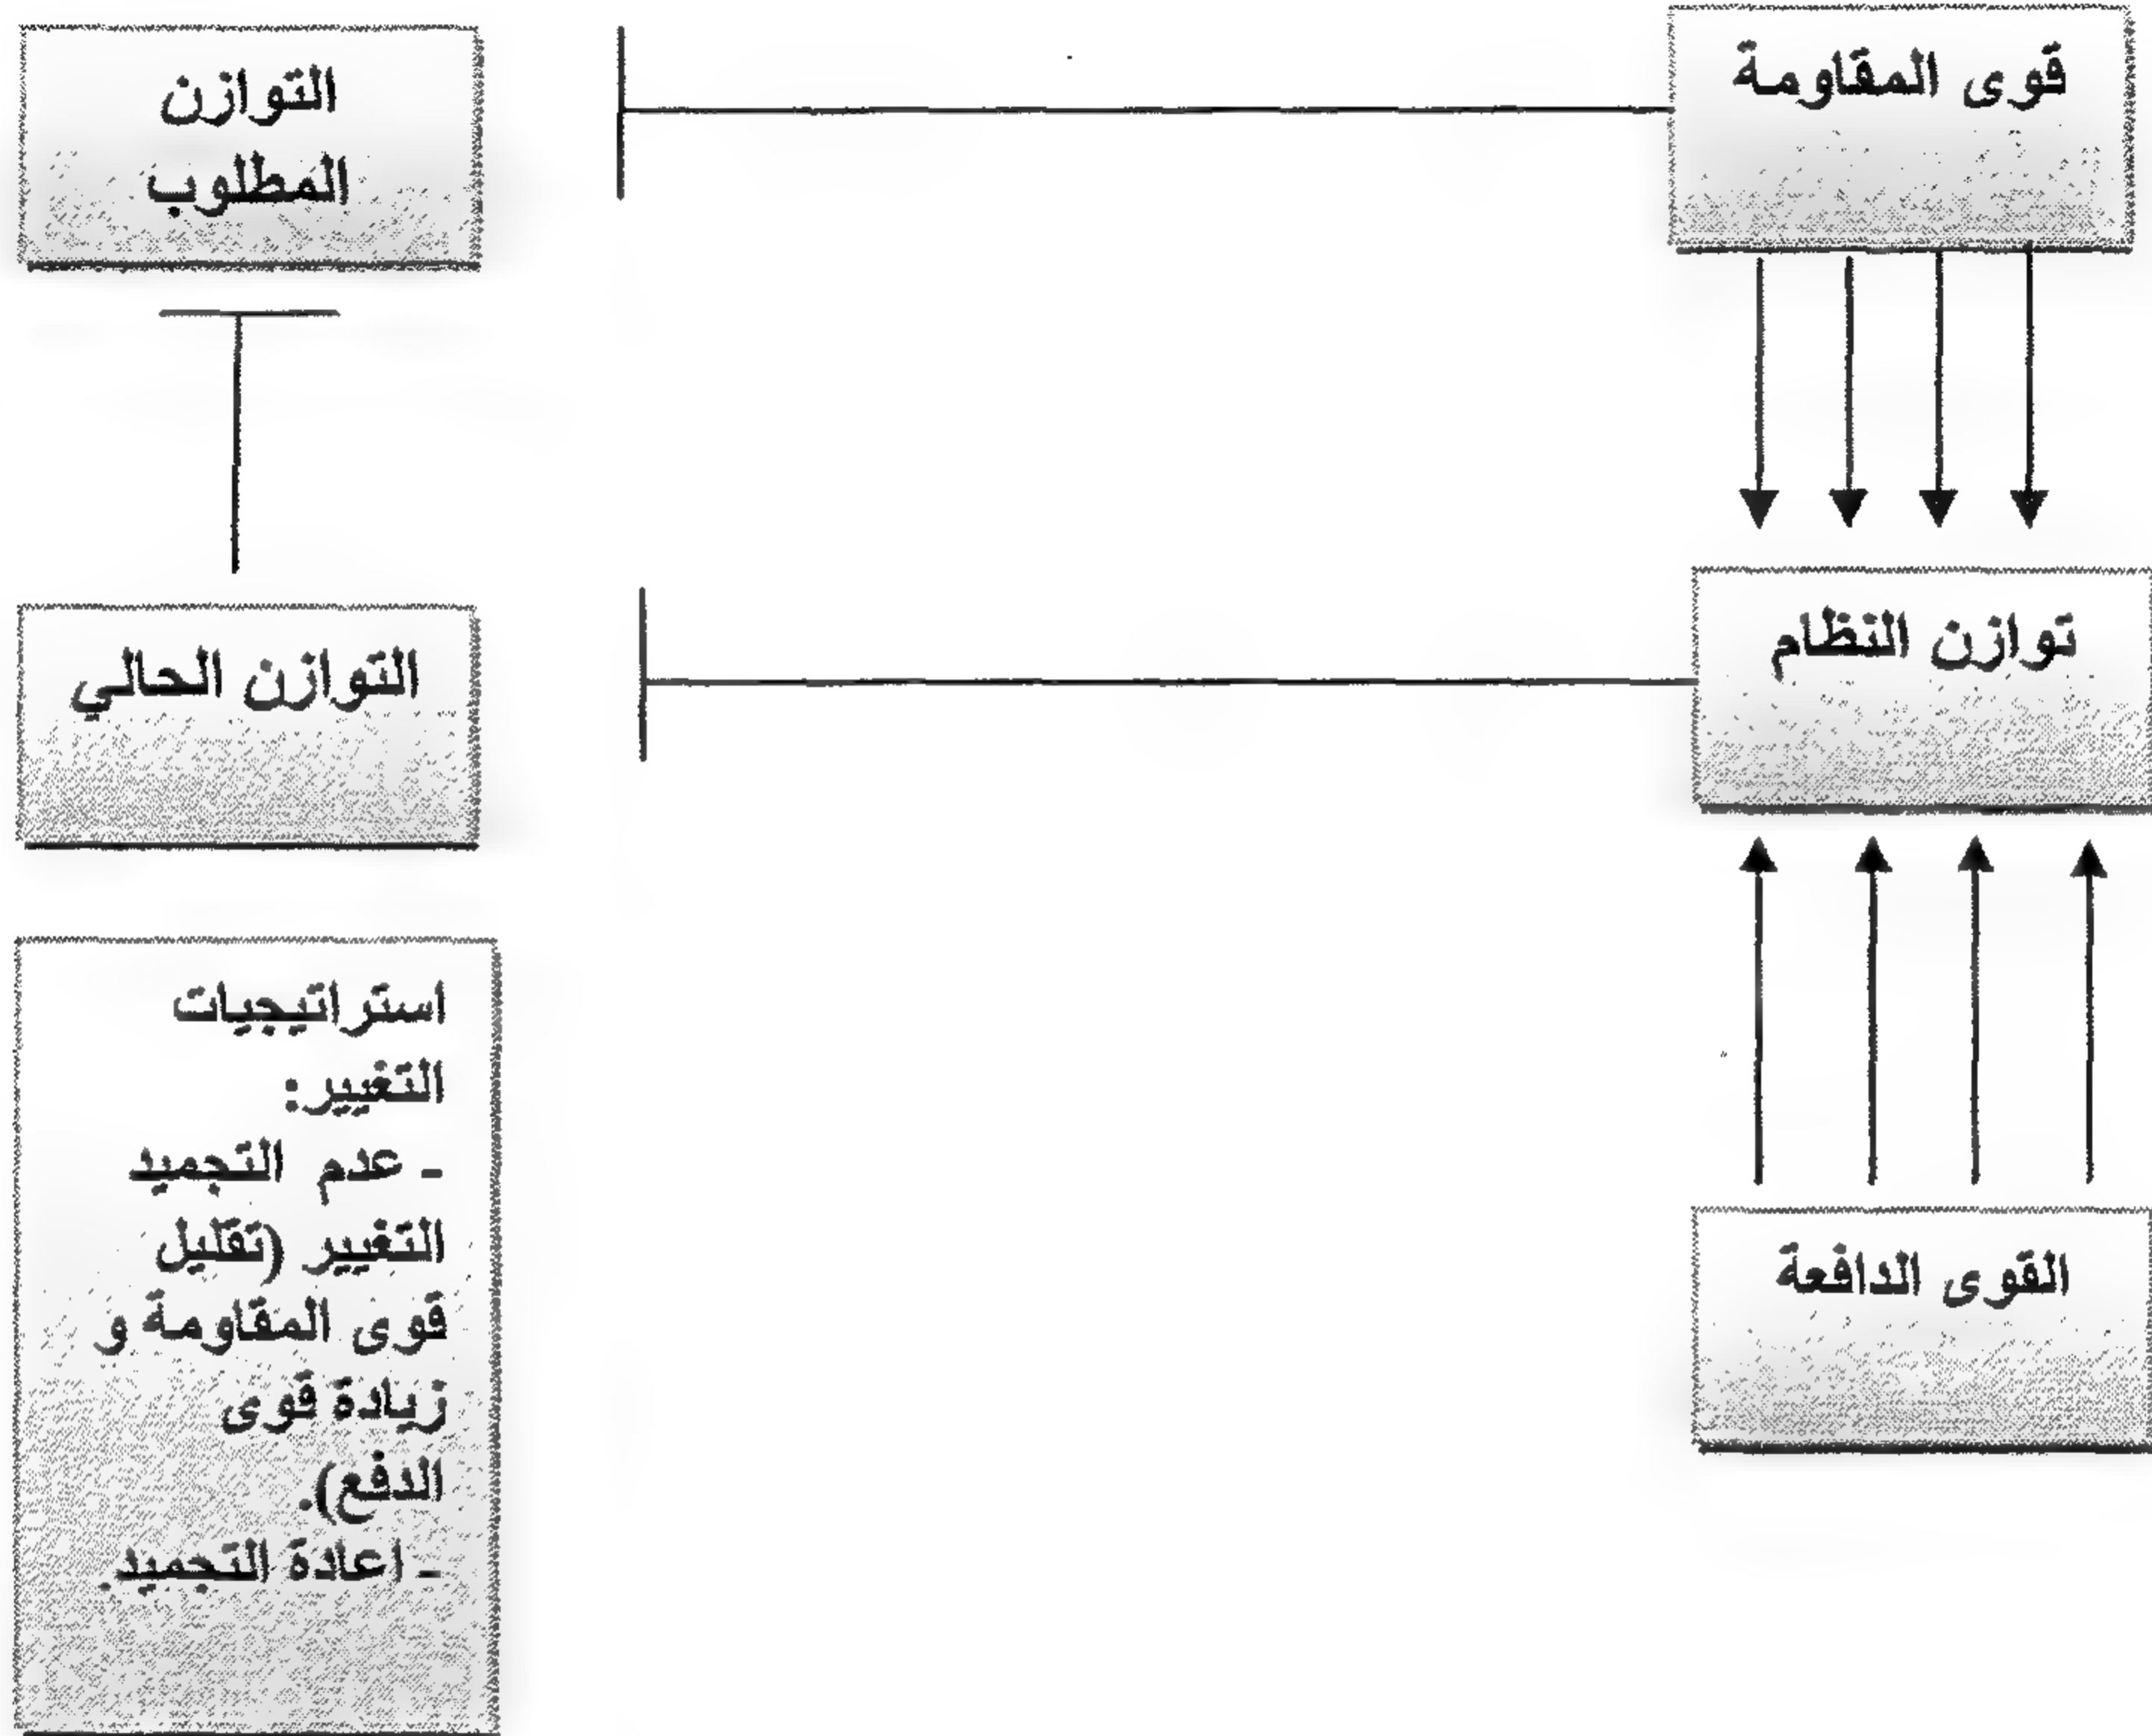 قوى المقاومة
التوازن
المطلوب
توازن النظام
التوازن الحالي
القوى الدافعة
استراتيجيات
التغيير:
- عدم التجميد
التغيير (تقليل
قوى المقاومة و
زيادة قوى
الدفع).
- اعادة التجميد.